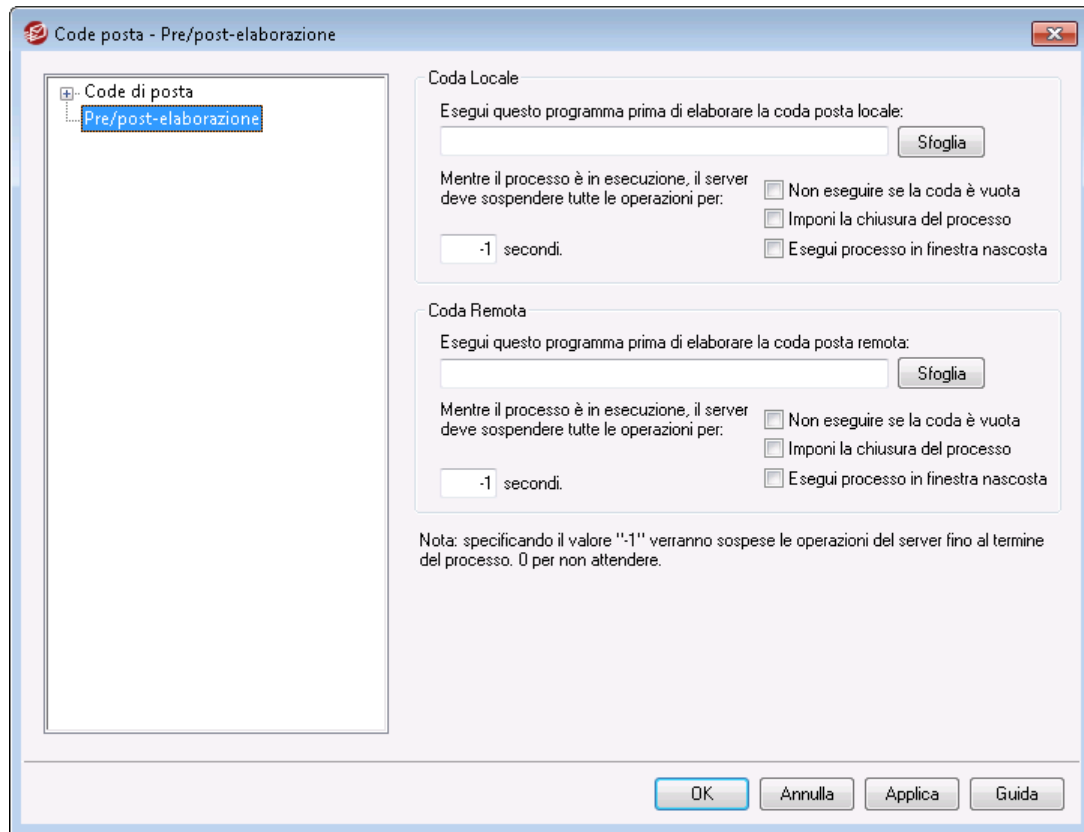 Code posta - Pre/post-elaborazione
Code di posta
Pre/post-elaborazione
Coda Locale
Esegui questo programma prima di elaborare la coda posta locale:
Sfoglia
Mentre il processo è in esecuzione, il server
deve sospendere tutte le operazioni per:
-1 secondi.
Non eseguire se la coda è vuota
Imponi la chiusura del processo
Esegui processo in finestra nascosta
Coda Remota
Esegui questo programma prima di elaborare la coda posta remota:
Sfoglia
Mentre il processo è in esecuzione, il server
deve sospendere tutte le operazioni per:
-1 secondi.
Non eseguire se la coda è vuota
Imponi la chiusura del processo
Esegui processo in finestra nascosta
Nota: specificando il valore "-1" verranno sospese le operazioni del server fino al termine
del processo. 0 per non attendere.
OK Annulla Applica Guida